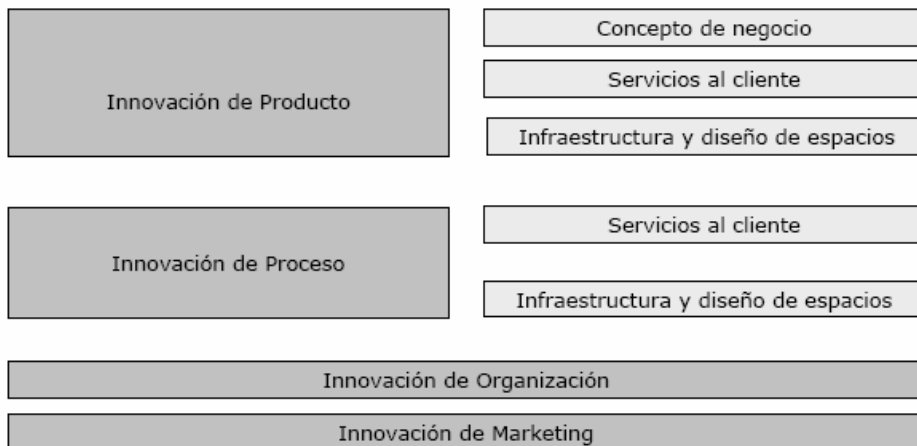 Concepto de negocio
Servicios al cliente
Innovación de Producto
Infraestructura y diseño de espacios
Servicios al cliente
Innovación de Proceso
Infraestructura y diseño de espacios
Innovación de Organización
Innovación de Marketing